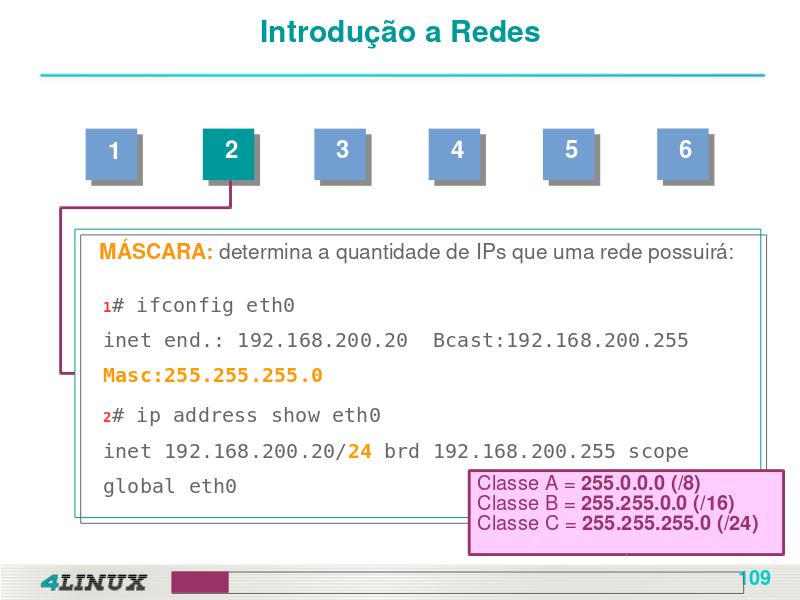 Introdução a Redes
1 2 3 4 5 6
MÁSCARA: determina a quantidade de IPs que uma rede possuirá:
1# ifconfig eth0
inet end.: 192.168.200.20 Bcast:192.168.200.255
Masc:255.255.255.0
2# ip address show eth0
inet 192.168.200.20/24 brd 192.168.200.255 scope
global eth0
Classe A = 255.0.0.0 (/8)
Classe B = 255.255.0.0 (/16)
Classe C = 255.255.255.0 (/24)
4LINUX
109